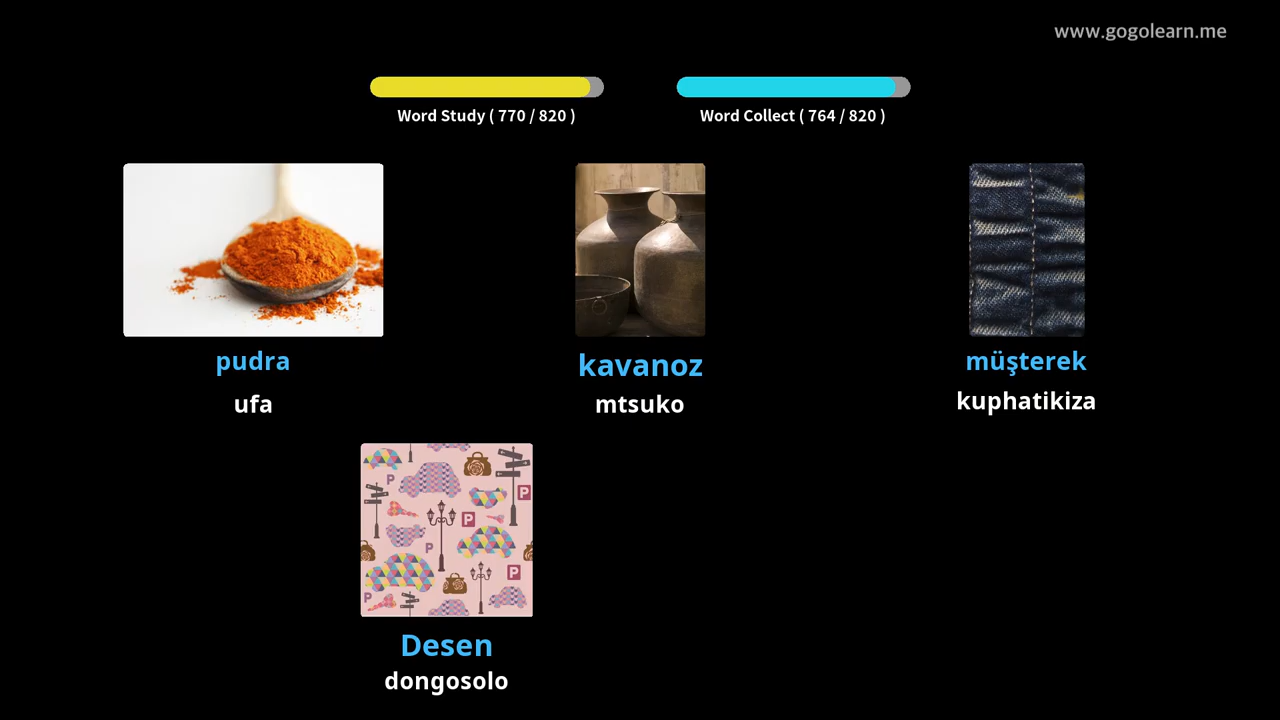 www.gogolearn.me
Word Study ( 770 / 820 )
Word Collect ( 764 / 820 )
pudra
kavanoz
müşterek
ufa
mtsuko
kuphatikiza
P
P
P
P
P
P
Desen
dongosolo